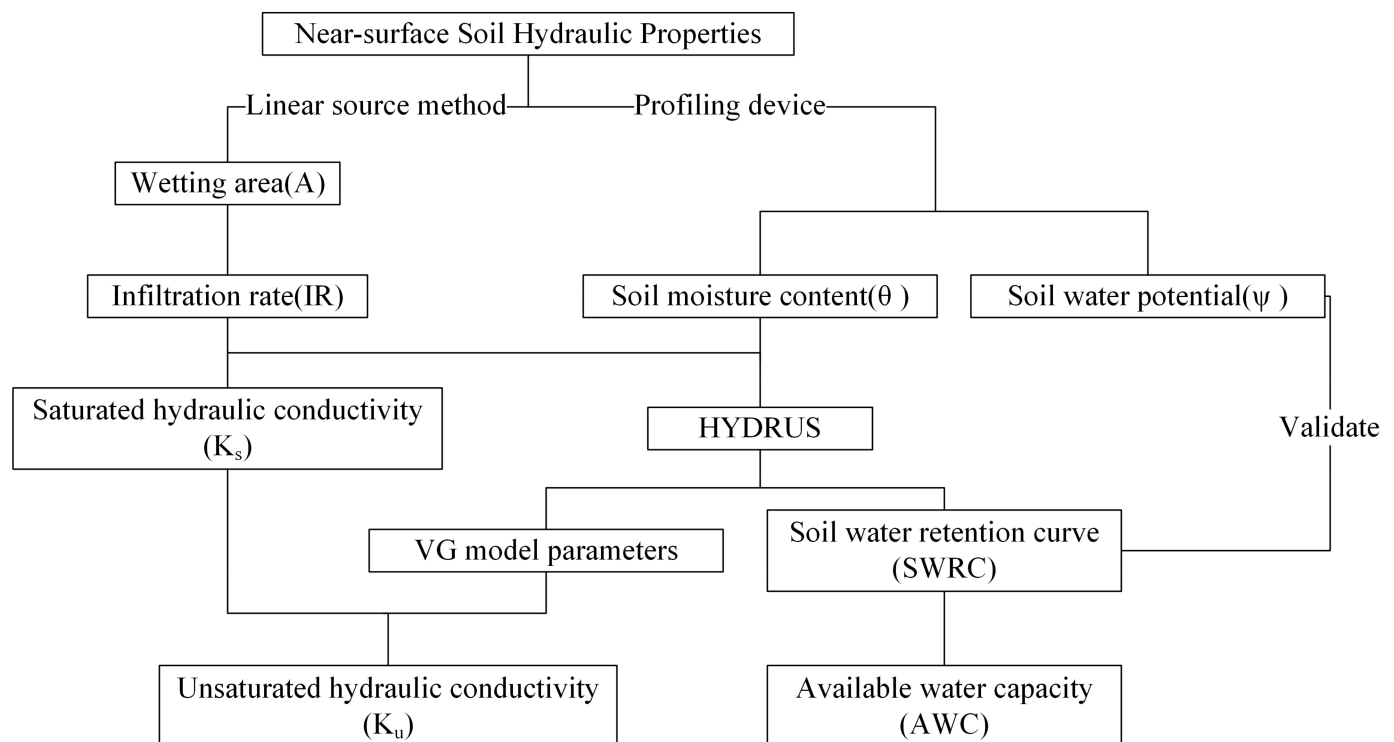 Near-surface Soil Hydraulic Properties
Linear source method
Profiling device
Wetting area(A)
Infiltration rate(IR)
Soil moisture content(θ )
Soil water potential(ψ )
Saturated hydraulic conductivity
(Kₛ)
HYDRUS
Validate
VG model parameters
Soil water retention curve
(SWRC)
Unsaturated hydraulic conductivity
(Kᵤ)
Available water capacity
(AWC)